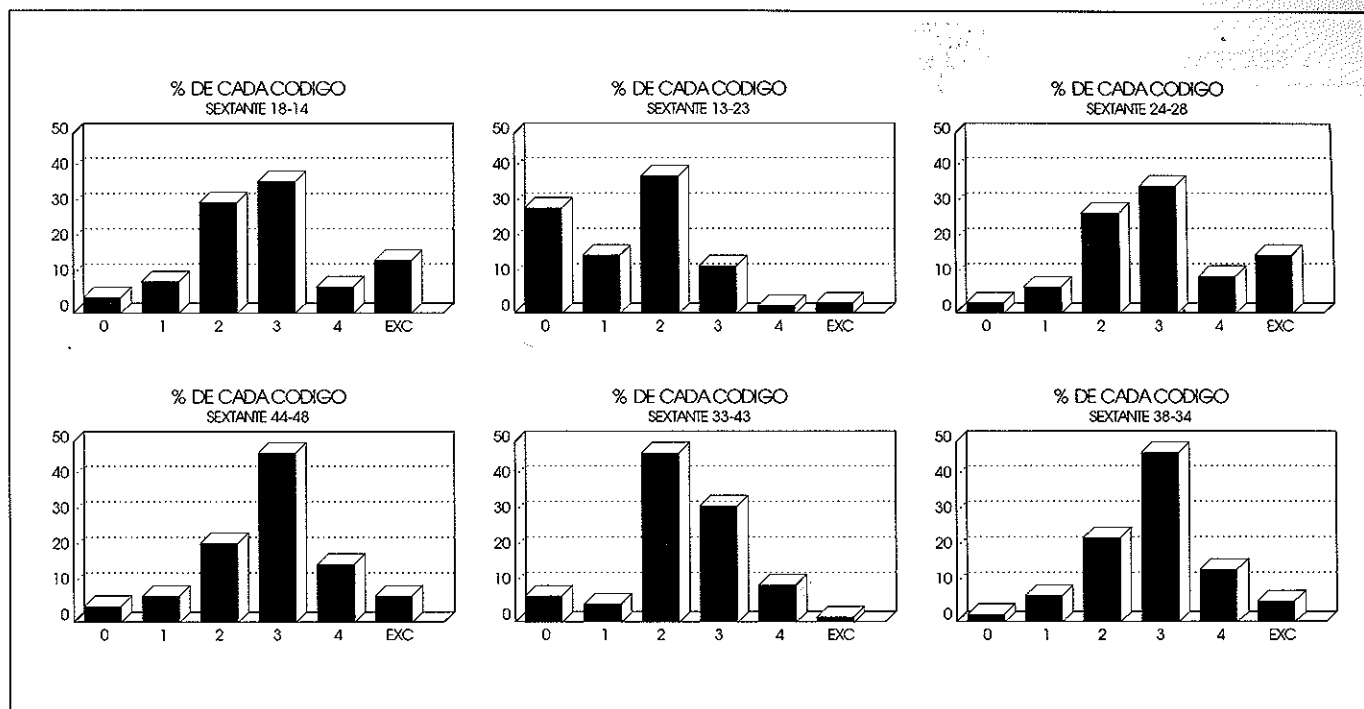 % DE CADA CODIGO
SEXTANTE 18-14
50
40
30
20
10
0
0 1 2 3 4 EXC
% DE CADA CODIGO
SEXTANTE 13-23
50
40
30
20
10
0
0 1 2 3 4 EXC
% DE CADA CODIGO
SEXTANTE 24-28
50
40
30
20
10
0
0 1 2 3 4 EXC
% DE CADA CODIGO
SEXTANTE 44-48
50
40
30
20
10
0
0 1 2 3 4 EXC
% DE CADA CODIGO
SEXTANTE 33-43
50
40
30
20
10
0
0 1 2 3 4 EXC
% DE CADA CODIGO
SEXTANTE 38-34
50
40
30
20
10
0
0 1 2 3 4 EXC